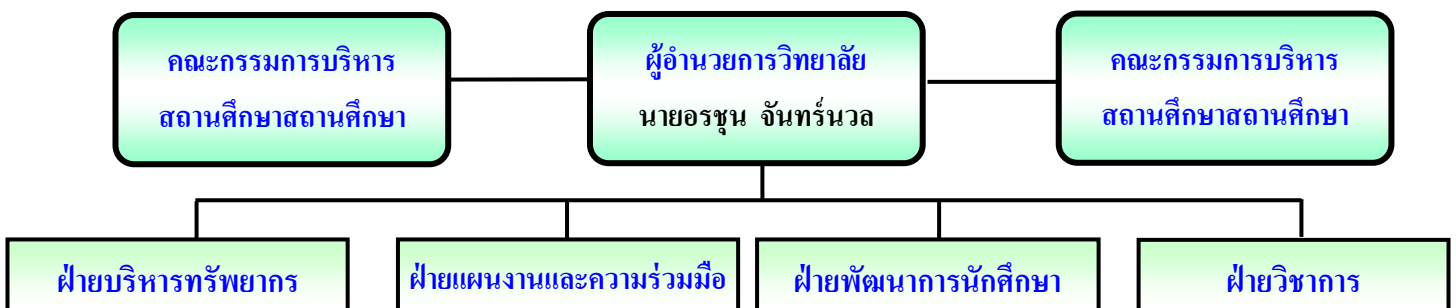 คณะกรรมการบริหาร
สถานศึกษาสถานศึกษา
ผู้อำนวยการวิทยาลัย
นายอรชุน จันทร์นวล
คณะกรรมการบริหาร
สถานศึกษาสถานศึกษา
ฝ่ายบริหารทรัพยากร
ฝ่ายแผนงานและความร่วมมือ
ฝ่ายพัฒนาการนักศึกษา
ฝ่ายวิชาการ